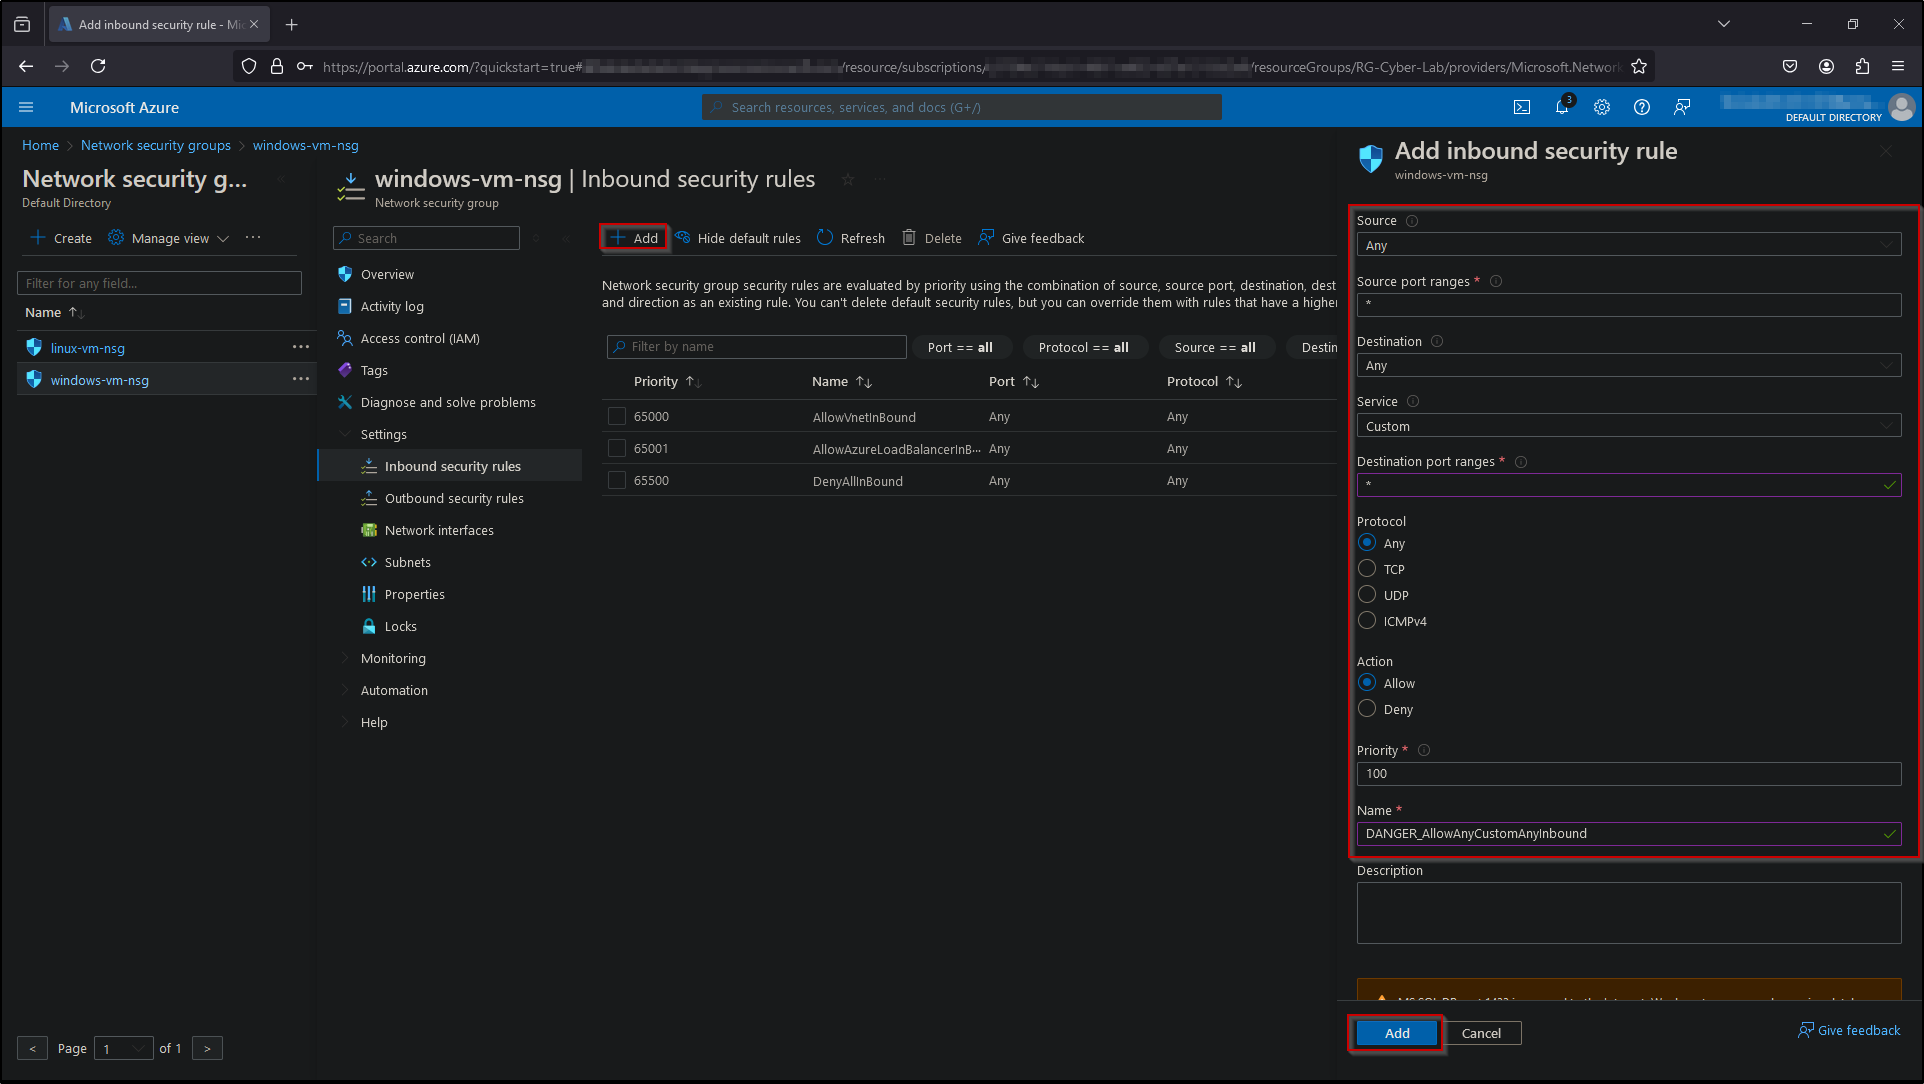 Add inbound security rule - Mic
https://portal.azure.com/?quickstart=true#
/resource/subscriptions/
/resourceGroups/RG-Cyber-Lab/providers/Microsoft.Network
Microsoft Azure
Search resources, services, and docs (G+/)
3
DEFAULT DIRECTORY
Home > Network security groups > windows-vm-nsg
Network security g...
Default Directory
+ Create
Manage view
...
Filter for any field...
Name ↑↓
linux-vm-nsg ...
windows-vm-nsg ...
< Page 1 of 1 >
windows-vm-nsg | Inbound security rules
Network security group
Search
Overview
Activity log
Access control (IAM)
Tags
Diagnose and solve problems
Settings
Inbound security rules
Outbound security rules
Network interfaces
Subnets
Properties
Locks
Monitoring
Automation
Help
+ Add
Hide default rules
Refresh
Delete
Give feedback
Network security group security rules are evaluated by priority using the combination of source, source port, destination, dest
and direction as an existing rule. You can't delete default security rules, but you can override them with rules that have a higher
Filter by name
Port == all
Protocol == all
Source == all
Destin
Priority ↑↓ Name ↑↓ Port ↑↓ Protocol ↑↓
65000 AllowVnetInBound Any Any
65001 AllowAzureLoadBalancerInB... Any Any
65500 DenyAllInBound Any Any
Add inbound security rule
windows-vm-nsg
Source
Any
Source port ranges *
*
Destination
Any
Service
Custom
Destination port ranges *
*
Protocol
Any
TCP
UDP
ICMPv4
Action
Allow
Deny
Priority *
100
Name *
DANGER_AllowAnyCustomAnyInbound
Description
Add
Cancel
Give feedback